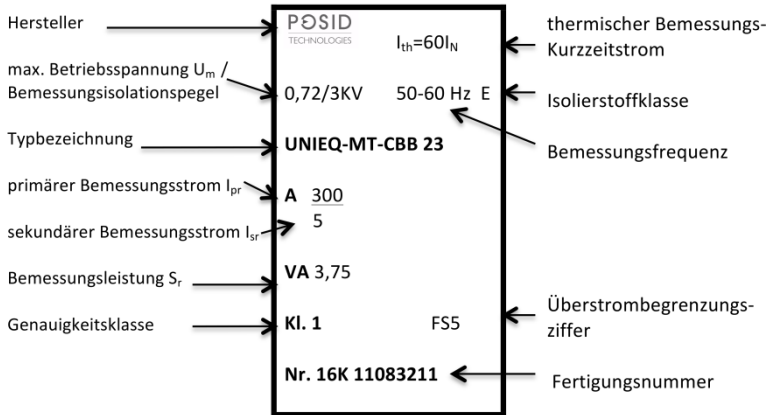 Hersteller
max. Betriebsspannung Um /
Bemessungsisolationspegel
Typbezeichnung
primärer Bemessungsstrom Ipr
sekundärer Bemessungsstrom Isr
Bemessungsleistung Sr
Genauigkeitsklasse
POSID
TECHNOLOGIES
Ith=60IN
0,72/3KV 50-60 Hz E
UNIEQ-MT-CBB 23
A 300
5
VA 3,75
Kl. 1 FS5
Nr. 16K 11083211
thermischer Bemessungs-
Kurzzeitstrom
Isolierstoffklasse
Bemessungsfrequenz
Überstrombegrenzungs-
ziffer
Fertigungsnummer